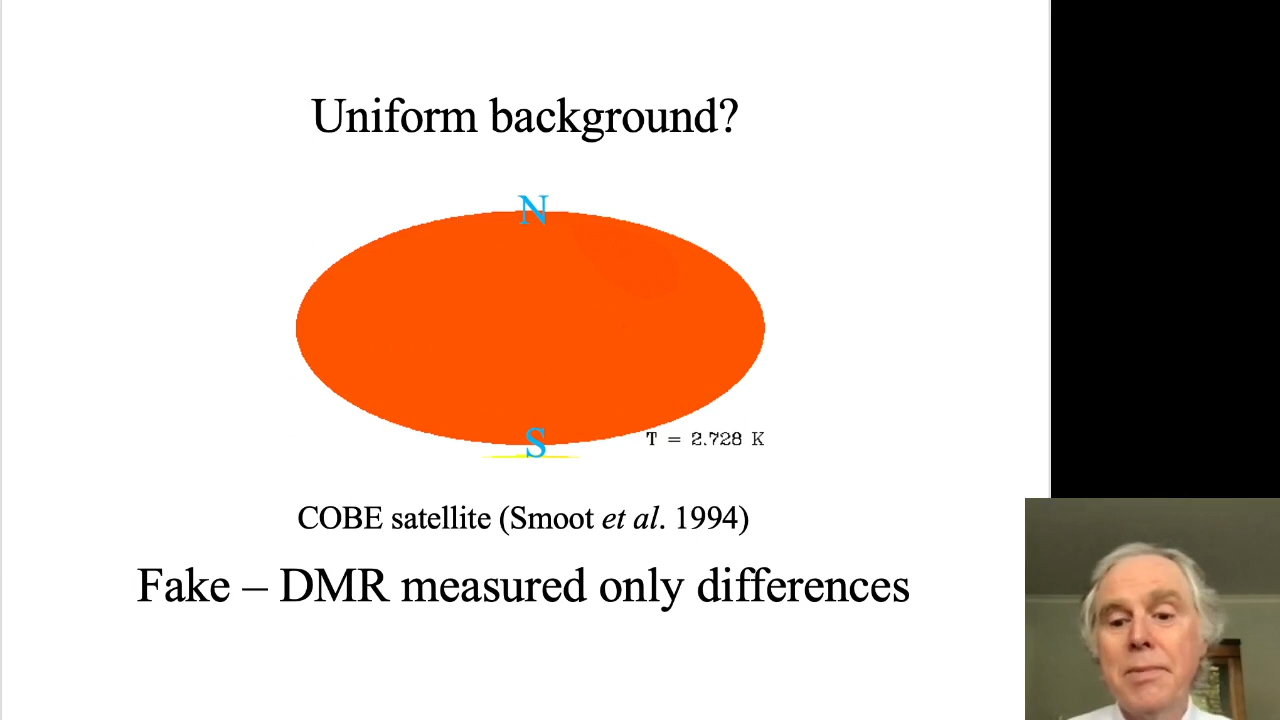 Uniform background?
N
S
T = 2.728 K
COBE satellite (Smoot et al. 1994)
Fake – DMR measured only differences